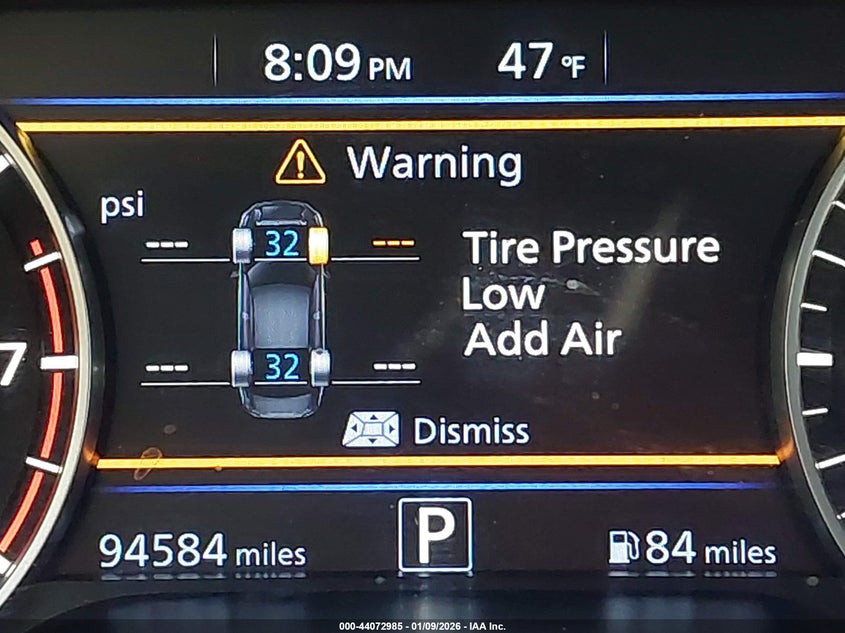 8:09 PM 47 °F
Warning
psi
--- 32 ---
Tire Pressure
Low
Add Air
--- 32 ---
Dismiss
P
94584 miles 84 miles
7
000-44072985 - 01/09/2026 - IAA Inc.